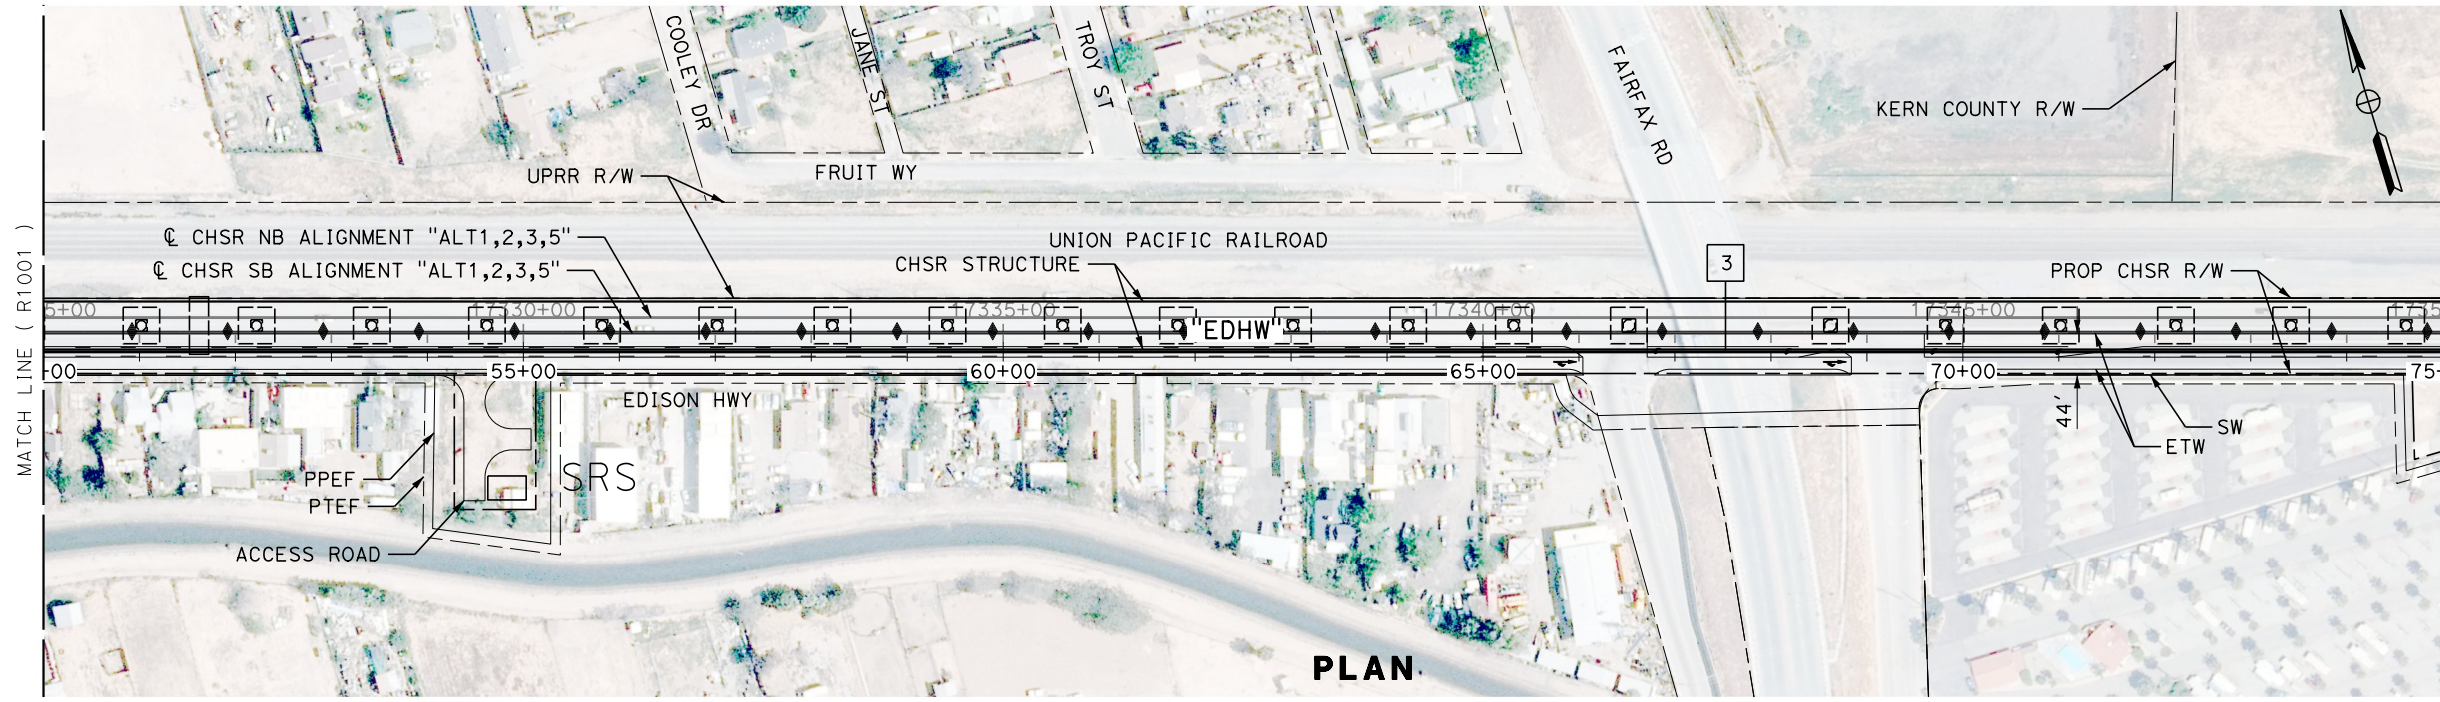 COOLEY DR
JANE ST
TROY ST
FAIRFAX RD
KERN COUNTY R/W
UPRR R/W
FRUIT WY
MATCH LINE ( R1001 )
℄ CHSR NB ALIGNMENT "ALT1,2,3,5"
UNION PACIFIC RAILROAD
℄ CHSR SB ALIGNMENT "ALT1,2,3,5"
CHSR STRUCTURE
3
PROP CHSR R/W
5+00
17330+00
17335+00
17340+00
17345+00
1735
"EDHW"
00
55+00
60+00
65+00
70+00
75-
EDISON HWY
44'
SW
ETW
PPEF
SRS
PTEF
ACCESS ROAD
PLAN